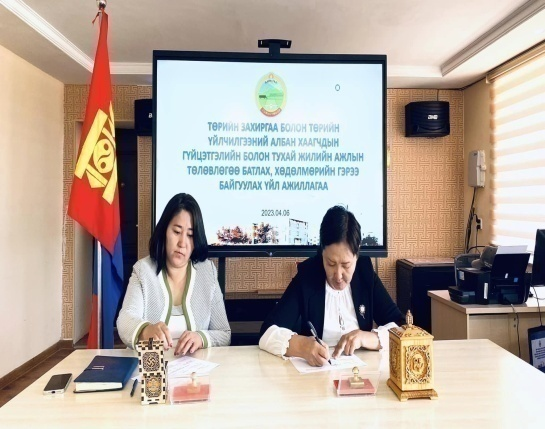 ТӨРИЙН ЗАХИРГАА БОЛОН ТӨРИЙН
ҮЙЛЧИЛГЭЭНИЙ АЛБАН ХААГЧДЫН
ГҮЙЦЭТГЭЛИЙН БОЛОН ТУХАЙ ЖИЛИЙН АЖЛЫН
ТӨЛӨВЛӨГӨӨ БАТЛАХ, ХӨДӨЛМӨРИЙН ГЭРЭЭ
БАЙГУУЛАХ ҮЙЛ АЖИЛЛАГАА
2023.04.06